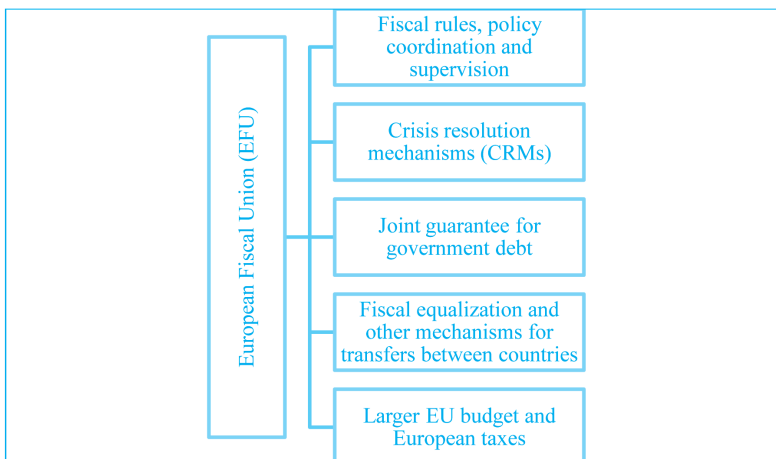 European Fiscal Union (EFU)
Fiscal rules, policy
coordination and
supervision
Crisis resolution
mechanisms (CRMs)
Joint guarantee for
government debt
Fiscal equalization and
other mechanisms for
transfers between countries
Larger EU budget and
European taxes